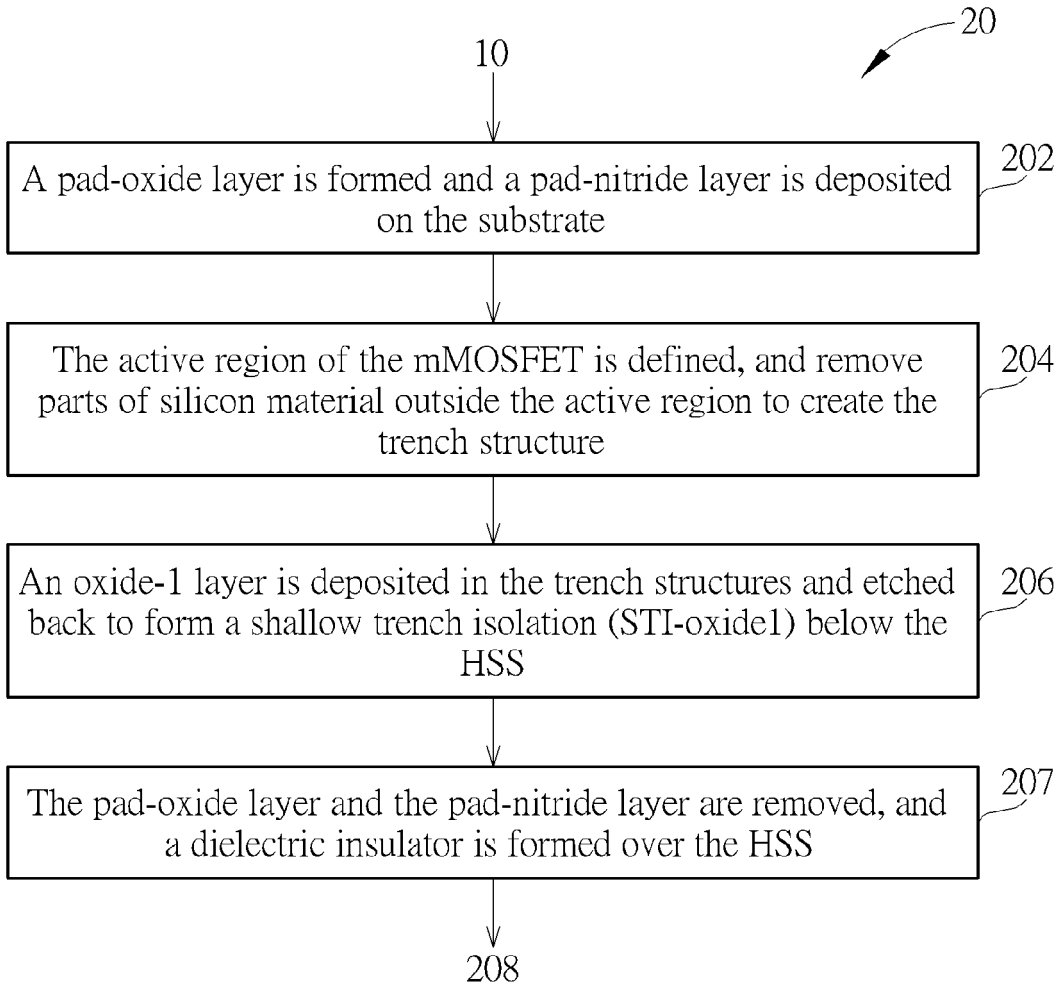 20
10
202
A pad-oxide layer is formed and a pad-nitride layer is deposited
on the substrate
204
The active region of the mMOSFET is defined, and remove
parts of silicon material outside the active region to create the
trench structure
206
An oxide-1 layer is deposited in the trench structures and etched
back to form a shallow trench isolation (STI-oxide1) below the
HSS
207
The pad-oxide layer and the pad-nitride layer are removed, and
a dielectric insulator is formed over the HSS
208